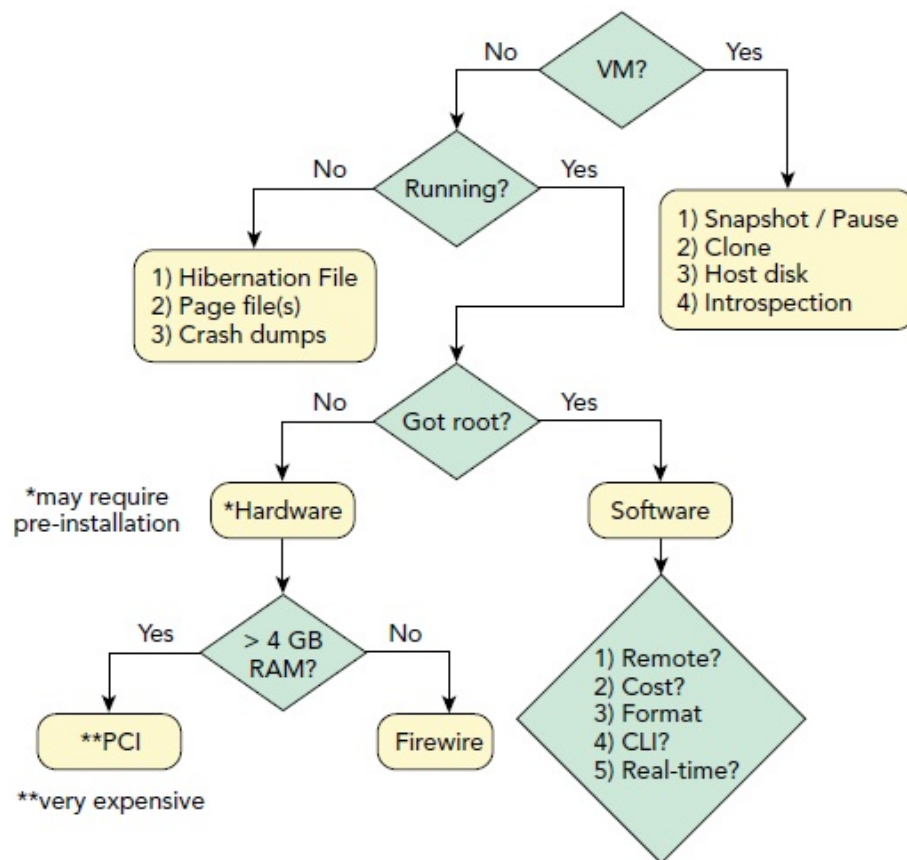 VM?
No
Yes
Running?
No
Yes
1) Snapshot / Pause
2) Clone
3) Host disk
4) Introspection
1) Hibernation File
2) Page file(s)
3) Crash dumps
Got root?
No
Yes
*may require
pre-installation
*Hardware
Software
> 4 GB
RAM?
Yes
No
1) Remote?
2) Cost?
3) Format
4) CLI?
5) Real-time?
**PCI
Firewire
**very expensive